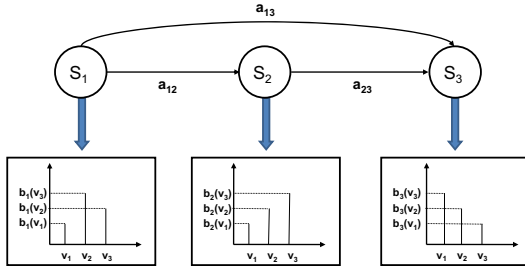 a13
S1
S2
S3
a12
a23
b1(v3)
b1(v2)
b1(v1)
v1 v2 v3
b2(v3)
b2(v2)
b2(v1)
v1 v2 v3
b3(v3)
b3(v2)
b3(v1)
v1 v2 v3